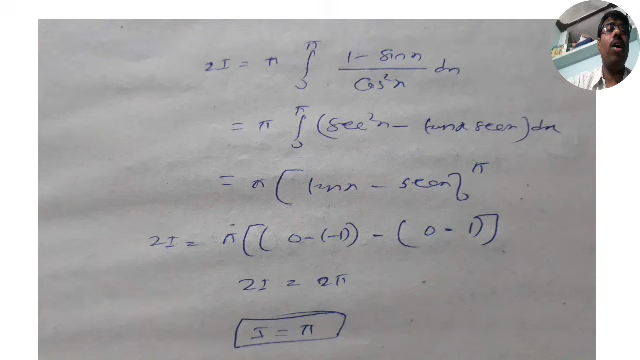 2I = π ∫₀^π (1 - sin x)/(cos²x) dx
= π ∫₀^π (sec²x - tan x sec x) dx
= π [tan x - sec x]₀^π
2I = π [(0 - (-1)) - (0 - 1)]
2I = 2π
I = π